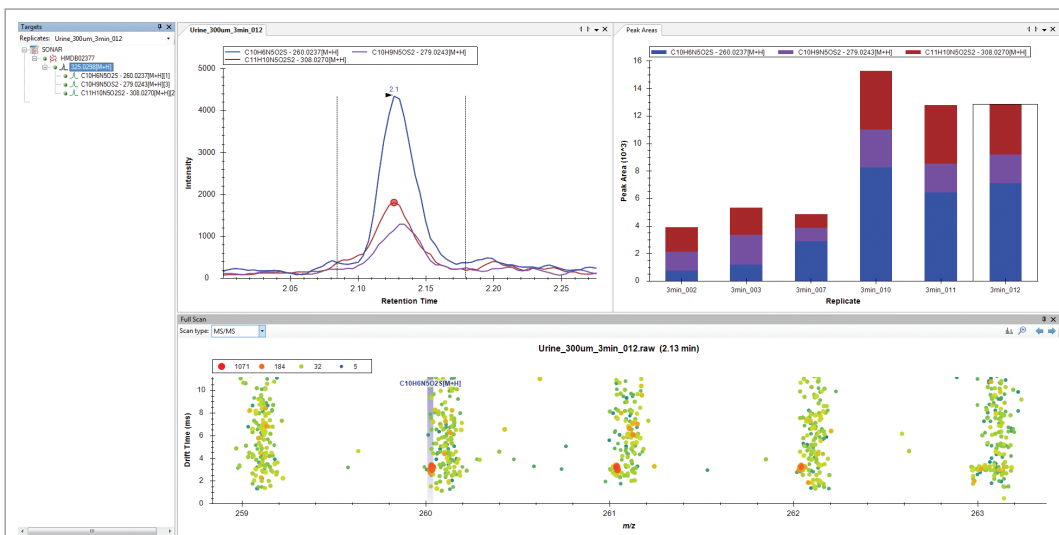 Targets
Replicates: Urine_300um_3min_012
SONAR
HMDB02377
325.0298[M+H]
C10H6N5O2S - 260.0237[M+H][1]
C10H9N5OS2 - 279.0243[M+H][3]
C11H10N5O2S2 - 308.0270[M+H][2
Urine_300um_3min_012
C10H6N5O2S - 260.0237[M+H]
C10H9N5OS2 - 279.0243[M+H]
C11H10N5O2S2 - 308.0270[M+H]
2.1
5000
4000
3000
2000
1000
0
Intensity
2.05
2.10
2.15
2.20
2.25
Retention Time
Peak Areas
C10H6N5O2S - 260.0237[M+H]
C10H9N5OS2 - 279.0243[M+H]
C11H10N5O2S2 - 308.0270[M+H]
16
14
12
10
8
6
4
2
0
Peak Area (10^3)
3min_002
3min_003
3min_007
3min_010
3min_011
3min_012
Replicate
Full Scan
Scan type: MS/MS
Urine_300um_3min_012.raw (2.13 min)
1071
184
32
5
C10H6N5O2S[M+H]
10
8
6
4
2
0
Drift Time (ms)
259
260
261
262
263
m/z